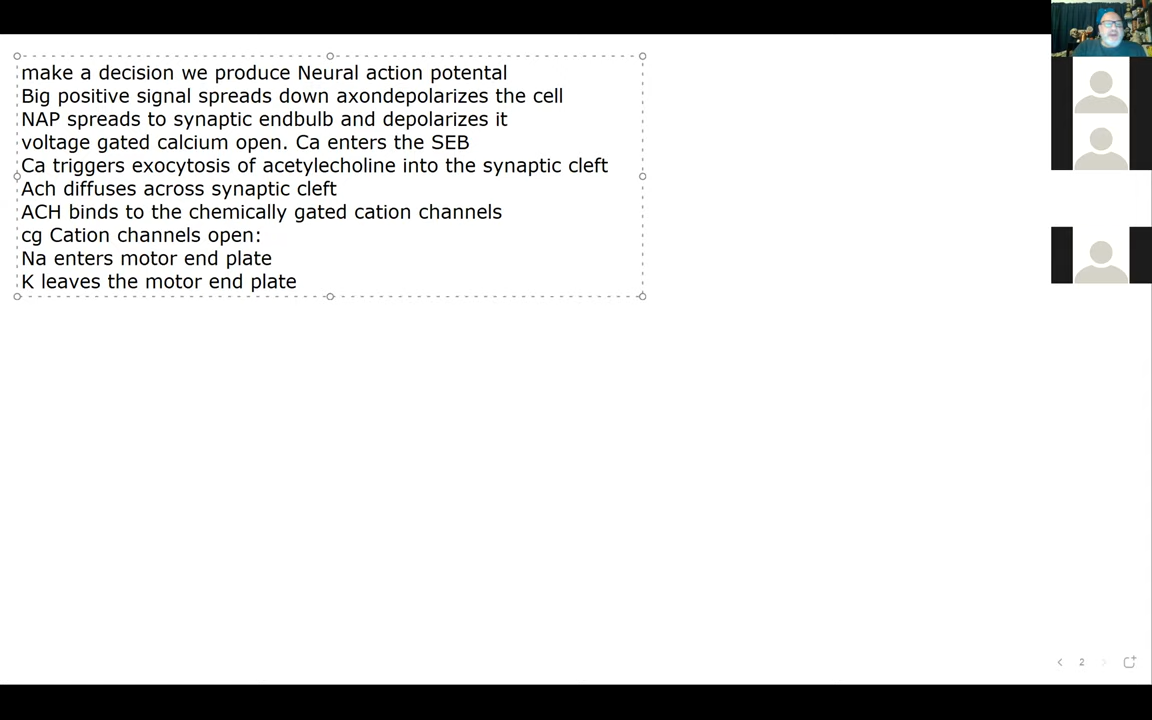 make a decision we produce Neural action potental
Big positive signal spreads down axondepolarizes the cell
NAP spreads to synaptic endbulb and depolarizes it
voltage gated calcium open. Ca enters the SEB
Ca triggers exocytosis of acetylecholine into the synaptic cleft
Ach diffuses across synaptic cleft
ACH binds to the chemically gated cation channels
cg Cation channels open:
Na enters motor end plate
K leaves the motor end plate
2